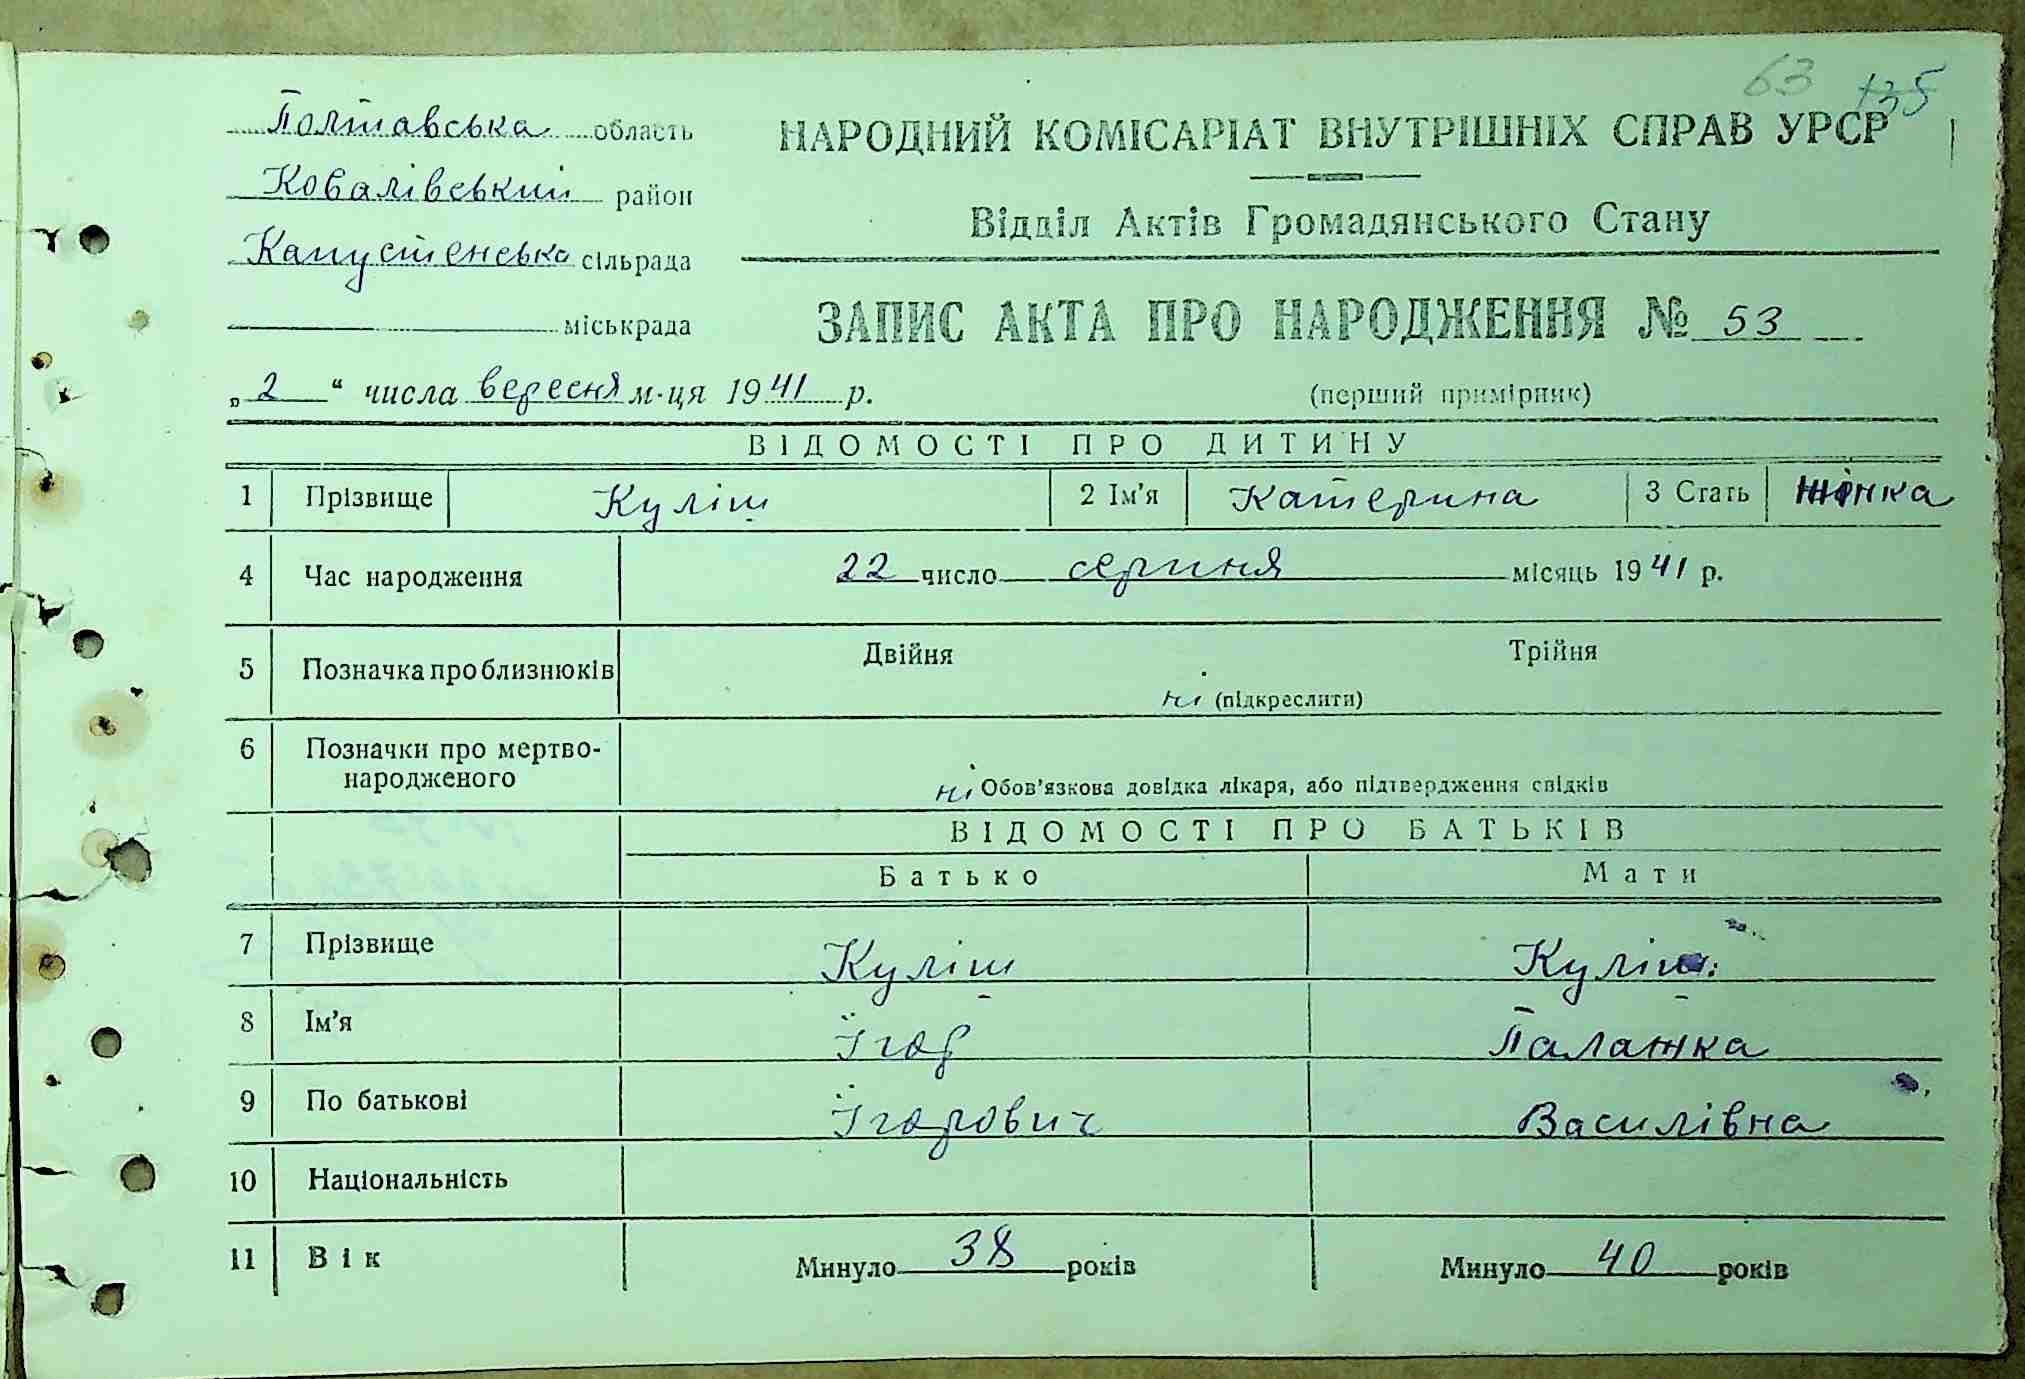 63 135
Полтавська область
Ковалівський район
Капустенська сільрада
міськрада
НАРОДНИЙ КОМІСАРІАТ ВНУТРІШНІХ СПРАВ УРСР
Відділ Актів Громадянського Стану
ЗАПИС АКТА ПРО НАРОДЖЕННЯ № 53
„2“ числа вересня м-ця 1941 р. (перший примірник)
ВІДОМОСТІ ПРО ДИТИНУ
1 Прізвище Куліш 2 Ім'я Катерина 3 Стать жінка
4 Час народження 22 число серпня місяць 1941 р.
5 Позначка про близнюків Двійня Трійня
ні (підкреслити)
6 Позначки про мертво-
народженого
ні Обов'язкова довідка лікаря, або підтвердження свідків
ВІДОМОСТІ ПРО БАТЬКІВ
Батько Мати
7 Прізвище Куліш Куліш
8 Ім'я Ігор Палажка
9 По батькові Ігорович Василівна
10 Національність
11 Вік Минуло 38 років Минуло 40 років